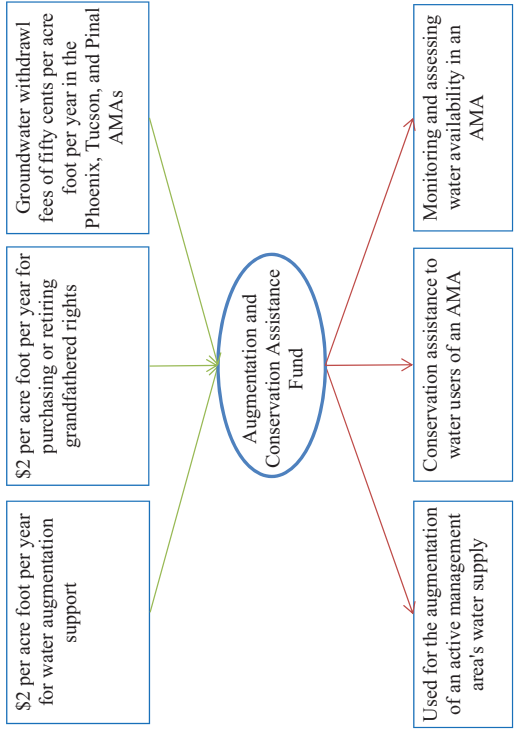 $2 per acre foot per year
for water augmentation
support
$2 per acre foot per year for
purchasing or retiring
grandfathered rights
Groundwater withdrawl
fees of fifty cents per acre
foot per year in the
Phoenix, Tucson, and Pinal
AMAs
Augmentation and
Conservation Assistance
Fund
Used for the augmentation
of an active management
area's water supply
Conservation assistance to
water users of an AMA
Monitoring and assessing
water availability in an
AMA